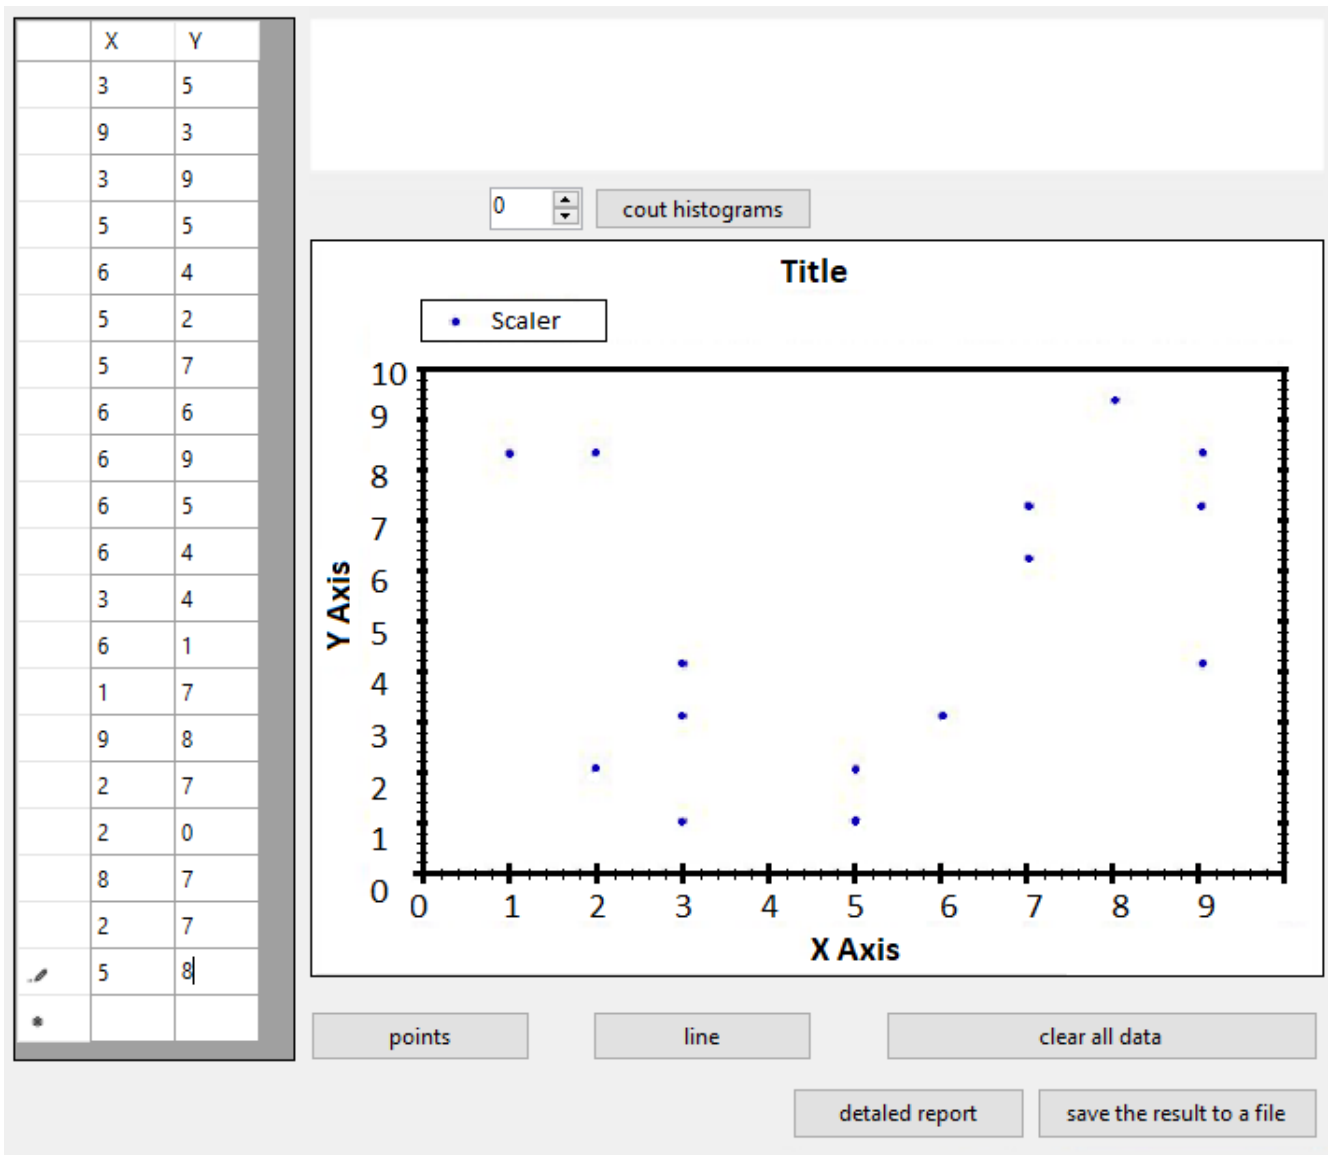 X Y
3 5
9 3
3 9
5 5
6 4
5 2
5 7
6 6
6 9
6 5
6 4
3 4
6 1
1 7
9 8
2 7
2 0
8 7
2 7
5 8
0
cout histograms
Title
Scaler
10
9
8
7
6
5
4
3
2
1
0
Y Axis
0 1 2 3 4 5 6 7 8 9
X Axis
points
line
clear all data
detaled report
save the result to a file